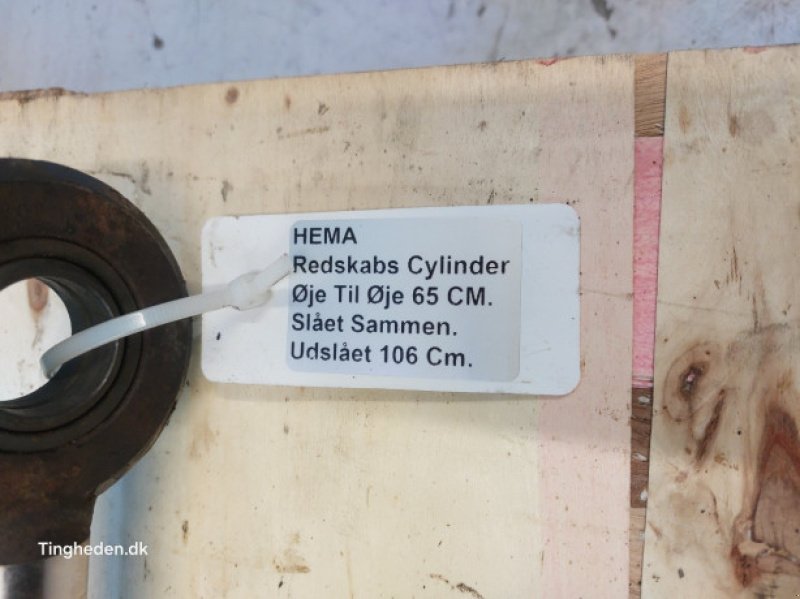 HEMA
Redskabs Cylinder
Øje Til Øje 65 CM.
Slået Sammen.
Udslået 106 Cm.
Tingheden.dk